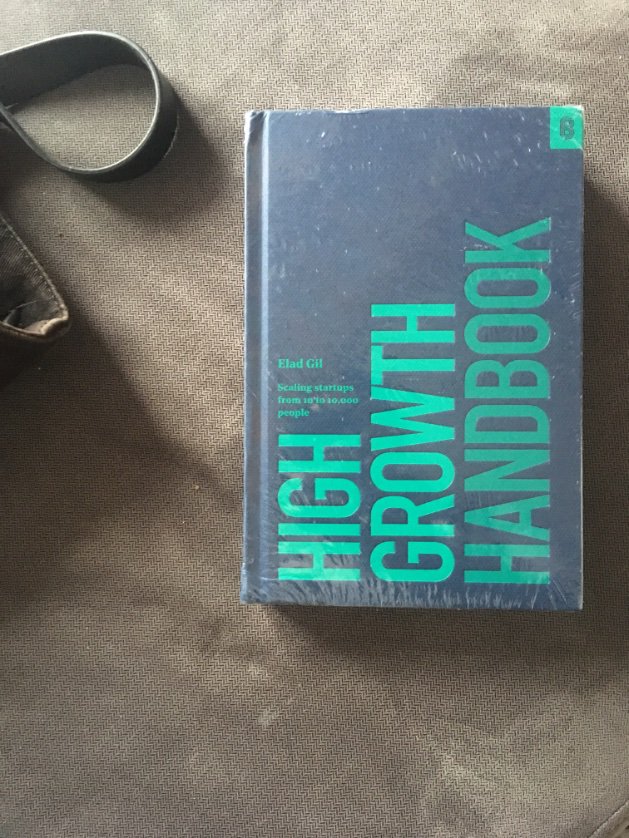 Elad Gil
Scaling startups
from 10 to 10,000
people
HIGH
GROWTH
HANDBOOK